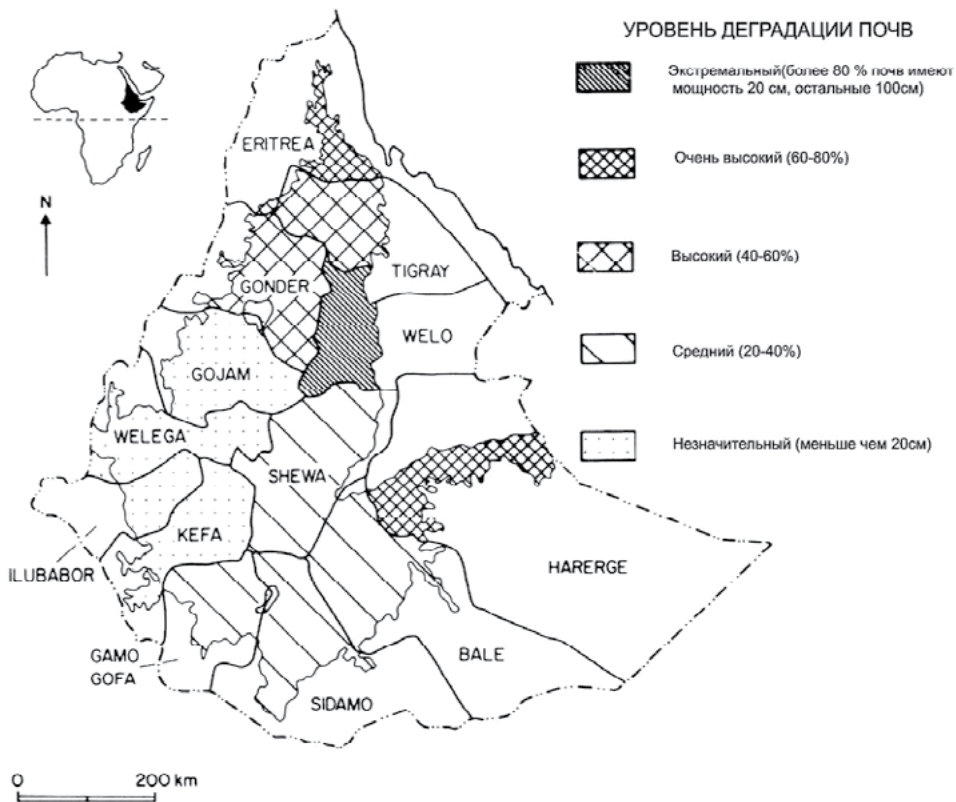 УРОВЕНЬ ДЕГРАДАЦИИ ПОЧВ
Экстремальный(более 80 % почв имеют
мощность 20 см, остальные 100см)
Очень высокий (60-80%)
Высокий (40-60%)
Средний (20-40%)
Незначительный (меньше чем 20см)
N
ERITREA
TIGRAY
GONDER
WELO
GOJAM
WELEGA
SHEWA
KEFA
ILUBABOR
HARERGE
GAMO
GOFA
BALE
SIDAMO
0 200 km